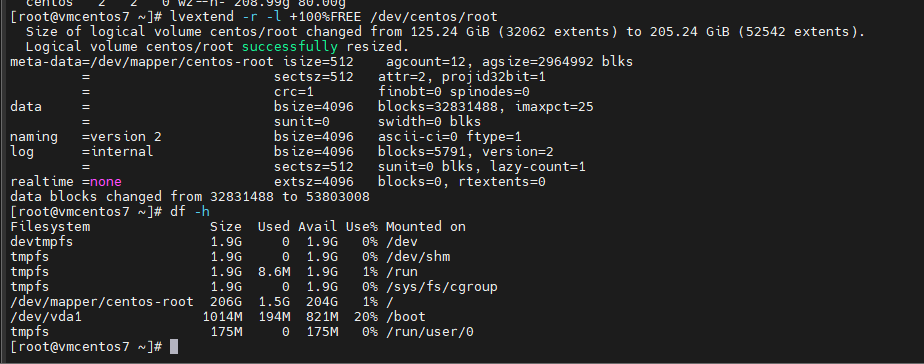 centos 2 2 0 wz--n- 208.99g 80.00g
[root@vmcentos7 ]# lvextend -r -l +100%FREE /dev/centos/root
  Size of logical volume centos/root changed from 125.24 GiB (32062 extents) to 205.24 GiB (52542 extents).
  Logical volume centos/root successfully resized.
meta-data=/dev/mapper/centos-root isize=512    agcount=12, agsize=2964992 blks
         =                       sectsz=512   attr=2, projid32bit=1
         =                       crc=1        finobt=0 spinodes=0
data     =                       bsize=4096   blocks=32831488, imaxpct=25
         =                       sunit=0      swidth=0 blks
naming   =version 2              bsize=4096   ascii-ci=0 ftype=1
log      =internal               bsize=4096   blocks=5791, version=2
         =                       sectsz=512   sunit=0 blks, lazy-count=1
realtime =none                   extsz=4096   blocks=0, rtextents=0
data blocks changed from 32831488 to 53803008
[root@vmcentos7 ]# df -h
Filesystem               Size  Used Avail Use% Mounted on
devtmpfs                 1.9G     0  1.9G   0% /dev
tmpfs                    1.9G     0  1.9G   0% /dev/shm
tmpfs                    1.9G  8.6M  1.9G   1% /run
tmpfs                    1.9G     0  1.9G   0% /sys/fs/cgroup
/dev/mapper/centos-root  206G  1.5G  204G   1% /
/dev/vda1               1014M  194M  821M  20% /boot
tmpfs                    175M     0  175M   0% /run/user/0
[root@vmcentos7 ~]#